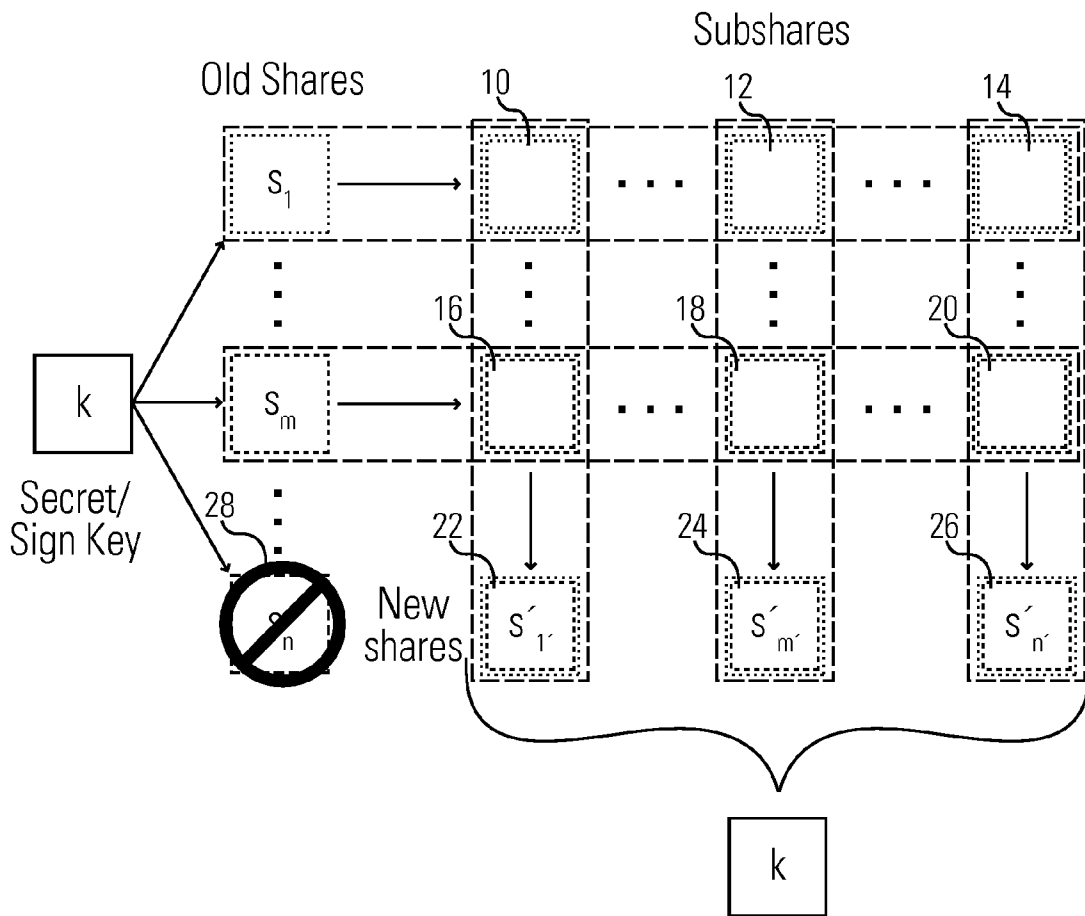 Subshares
Old Shares
10
12
14
s1
16
18
20
k
sm
Secret/
Sign Key
28
22
24
26
New
shares
sn
s´1´
s´m´
s´n´
k